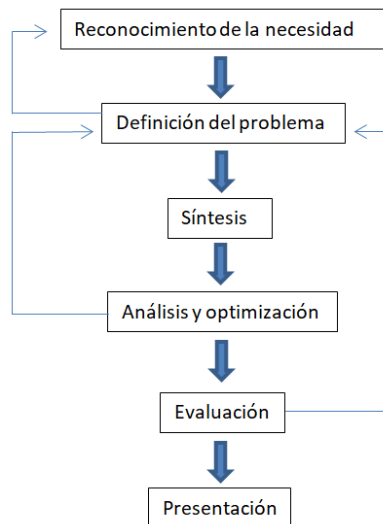 Reconocimiento de la necesidad
Definición del problema
Síntesis
Análisis y optimización
Evaluación
Presentación